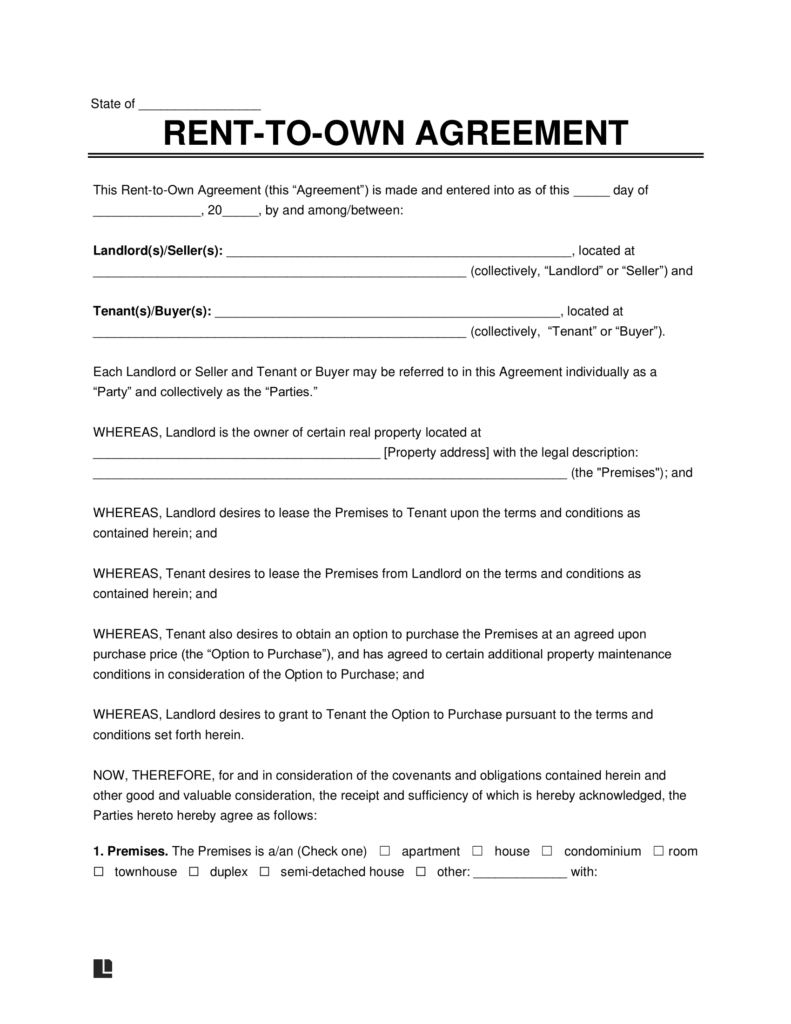 State of _________________
RENT-TO-OWN AGREEMENT
This Rent-to-Own Agreement (this “Agreement”) is made and entered into as of this _____ day of
_______________, 20_____, by and among/between:
Landlord(s)/Seller(s): ________________________________________________, located at
____________________________________________________ (collectively, “Landlord” or “Seller”) and
Tenant(s)/Buyer(s): ________________________________________________, located at
____________________________________________________ (collectively,  “Tenant” or “Buyer”).
Each Landlord or Seller and Tenant or Buyer may be referred to in this Agreement individually as a
“Party” and collectively as the “Parties.”
WHEREAS, Landlord is the owner of certain real property located at
________________________________________ [Property address] with the legal description:
__________________________________________________________________ (the "Premises"); and
WHEREAS, Landlord desires to lease the Premises to Tenant upon the terms and conditions as
contained herein; and
WHEREAS, Tenant desires to lease the Premises from Landlord on the terms and conditions as
contained herein; and
WHEREAS, Tenant also desires to obtain an option to purchase the Premises at an agreed upon
purchase price (the “Option to Purchase”), and has agreed to certain additional property maintenance
conditions in consideration of the Option to Purchase; and
WHEREAS, Landlord desires to grant to Tenant the Option to Purchase pursuant to the terms and
conditions set forth herein.
NOW, THEREFORE, for and in consideration of the covenants and obligations contained herein and
other good and valuable consideration, the receipt and sufficiency of which is hereby acknowledged, the
Parties hereto hereby agree as follows:
1. Premises. The Premises is a/an (Check one) ☐ apartment ☐ house ☐ condominium ☐ room
☐ townhouse ☐ duplex ☐ semi-detached house ☐ other: _____________ with: